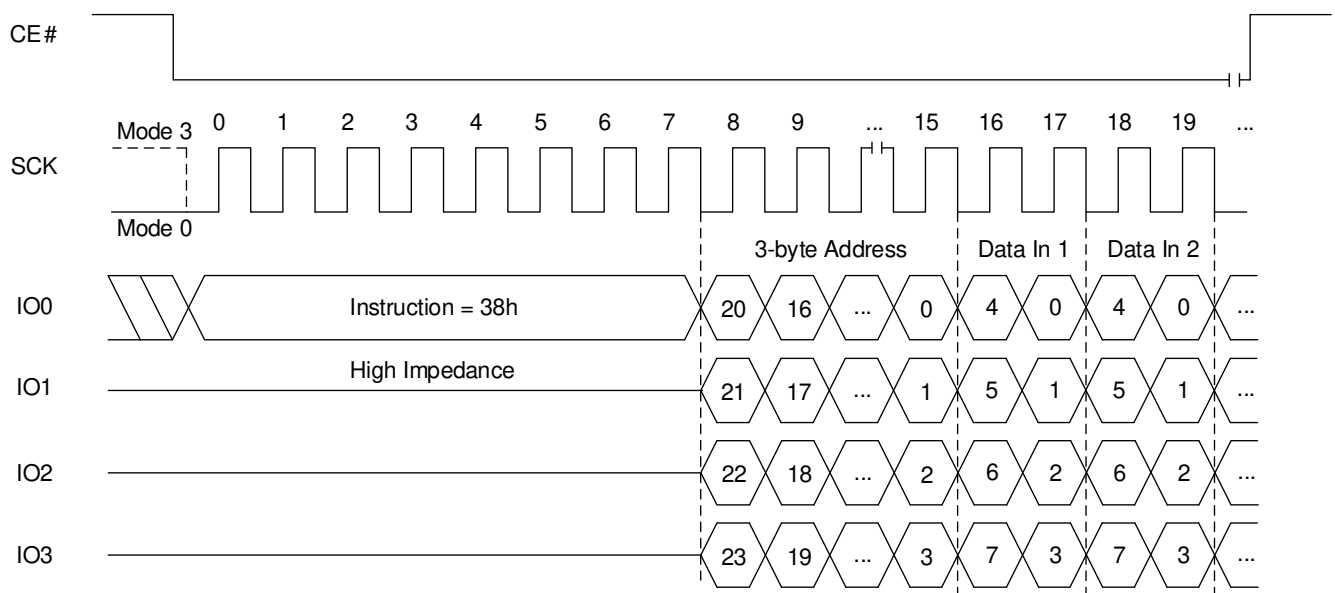 CE#
Mode 3 0 1 2 3 4 5 6 7 8 9 ... 15 16 17 18 19 ...
SCK
Mode 0
3-byte Address Data In 1 Data In 2
IO0 Instruction = 38h 20 16 ... 0 4 0 4 0 ...
High Impedance
IO1 21 17 ... 1 5 1 5 1 ...
IO2 22 18 ... 2 6 2 6 2 ...
IO3 23 19 ... 3 7 3 7 3 ...